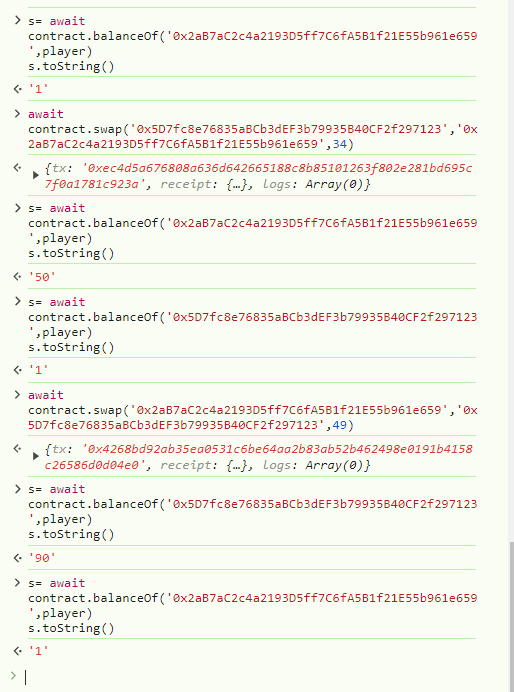 > s= await
contract.balanceOf('0x2aB7aC2c4a2193D5ff7C6fA5B1f21E55b961e659
',player)
s.toString()
'1'
> await
contract.swap('0x5D7fc8e76835aBCb3dEF3b79935B40CF2f297123','0x
2aB7aC2c4a2193D5ff7C6fA5B1f21E55b961e659',34)
{tx: '0xec4d5a676808a636d642665188c8b85101263f802e281bd695c
7f0a1781c923a', receipt: {…}, logs: Array(0)}
> s= await
contract.balanceOf('0x2aB7aC2c4a2193D5ff7C6fA5B1f21E55b961e659
',player)
s.toString()
'50'
> s= await
contract.balanceOf('0x5D7fc8e76835aBCb3dEF3b79935B40CF2f297123
',player)
s.toString()
'1'
> await
contract.swap('0x2aB7aC2c4a2193D5ff7C6fA5B1f21E55b961e659','0x
5D7fc8e76835aBCb3dEF3b79935B40CF2f297123',49)
{tx: '0x4268bd92ab35ea0531c6be64aa2b83ab52b462498e0191b4158
c26586d0d04e0', receipt: {…}, logs: Array(0)}
> s= await
contract.balanceOf('0x5D7fc8e76835aBCb3dEF3b79935B40CF2f297123
',player)
s.toString()
'90'
> s= await
contract.balanceOf('0x2aB7aC2c4a2193D5ff7C6fA5B1f21E55b961e659
',player)
s.toString()
'1'
>